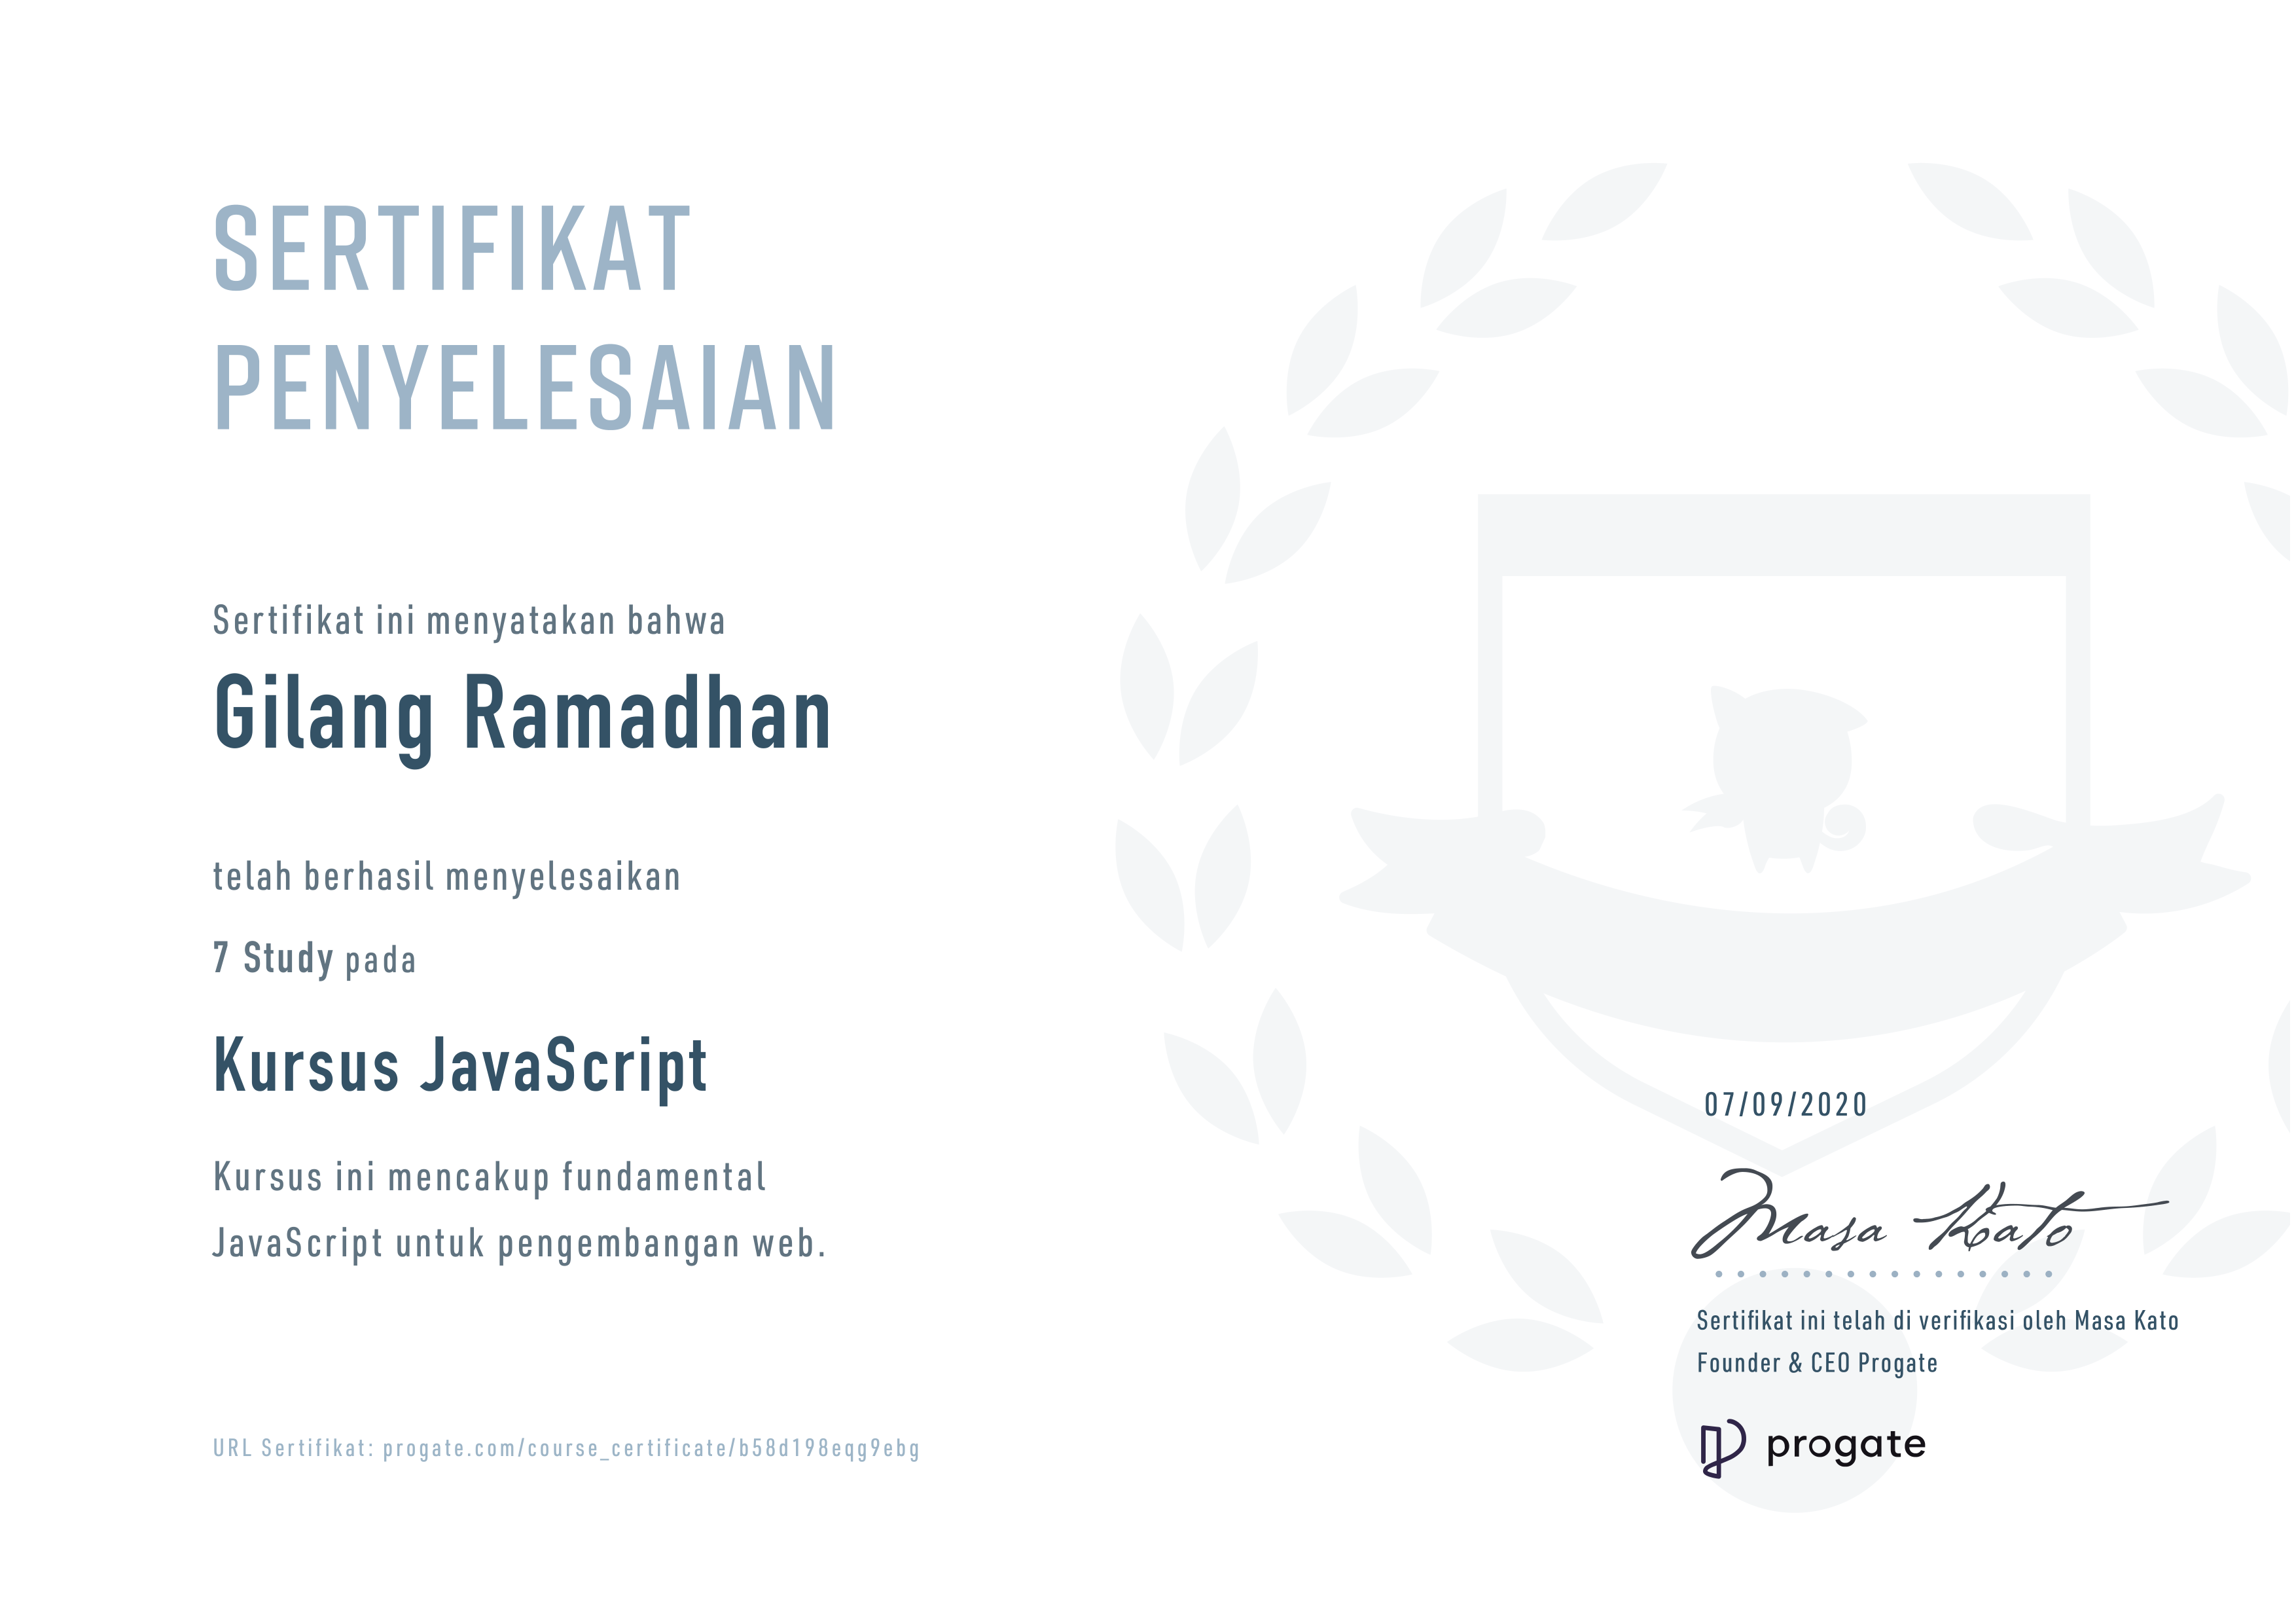 SERTIFIKAT
PENYELESAIAN
Sertifikat ini menyatakan bahwa
Gilang Ramadhan
telah berhasil menyelesaikan
7 Study pada
Kursus JavaScript
Kursus ini mencakup fundamental
JavaScript untuk pengembangan web.
URL Sertifikat: progate.com/course_certificate/b58d198eqg9ebg
07/09/2020
Masa Kato
Sertifikat ini telah di verifikasi oleh Masa Kato
Founder & CEO Progate
progate